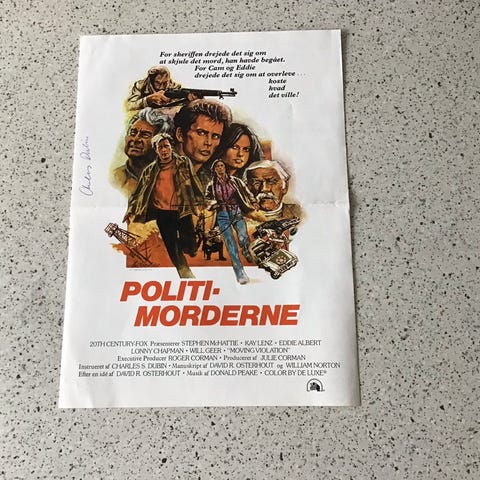 For sheriffen drejede det sig om
at skjule det mord, han havde begået.
For Cam og Eddie
drejede det sig om at overleve...
koste
hvad
det ville!
Charles Dubin
POLITI-
MORDERNE
20TH CENTURY-FOX Præsenterer STEPHEN McHATTIE • KAY LENZ • EDDIE ALBERT
LONNY CHAPMAN • WILL GEER • "MOVING VIOLATION"
Executive Producer ROGER CORMAN • Produceret af JULIE CORMAN
Instrueret af CHARLES S. DUBIN • Manuskript af DAVID R. OSTERHOUT og WILLIAM NORTON
Efter en idé af DAVID R. OSTERHOUT • Musik af DONALD PEAKE • COLOR BY DE LUXE®